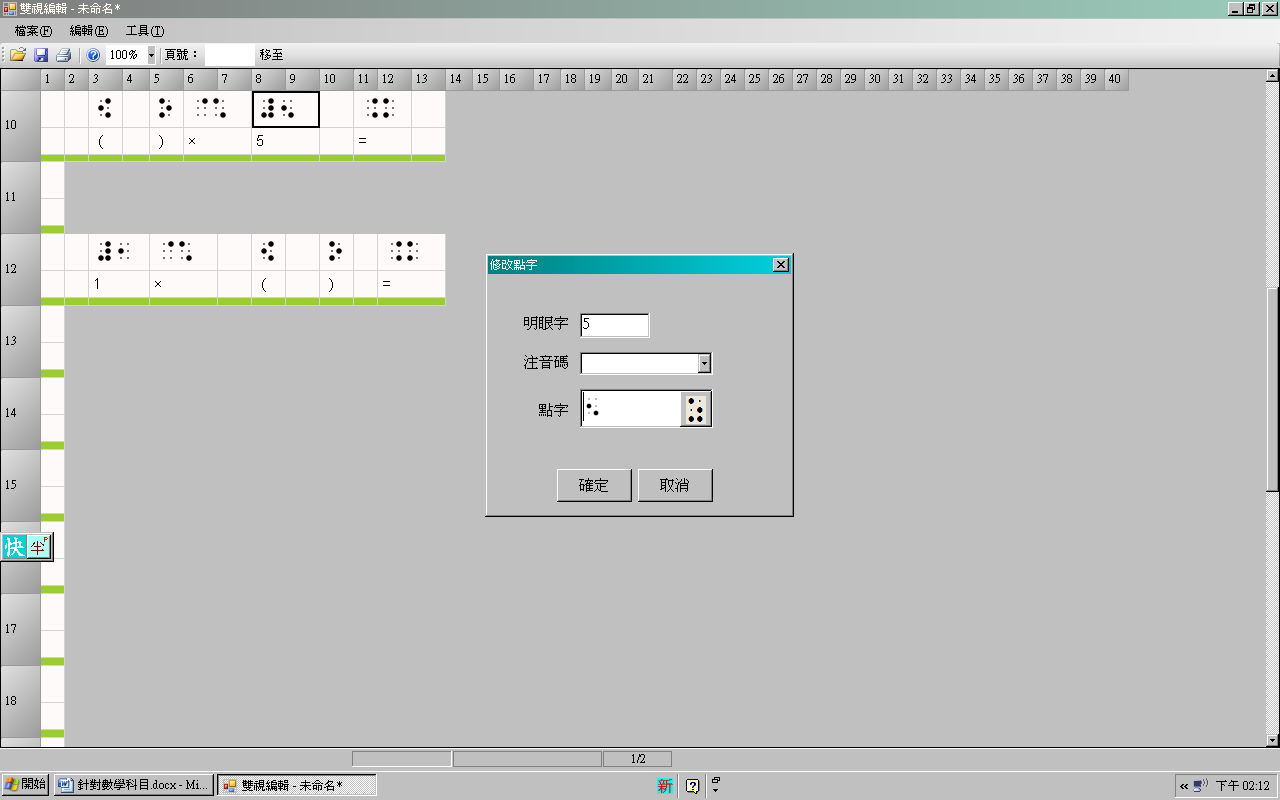 雙視編輯 - 未命名*
檔案(F) 編輯(E) 工具(T)
100% 頁號： 移至
1 2 3 4 5 6 7 8 9 10 11 12 13 14 15 16 17 18 19 20 21 22 23 24 25 26 27 28 29 30 31 32 33 34 35 36 37 38 39 40
10
( ) × 5 =
11
12
1 × ( ) =
修改點字
明眼字 5
注音碼
點字
確定 取消
13
14
15
快 半 P
17
18
1/2
開始 針對數學科目.docx - Mi... 雙視編輯 - 未命名* 新 « 下午 02:12